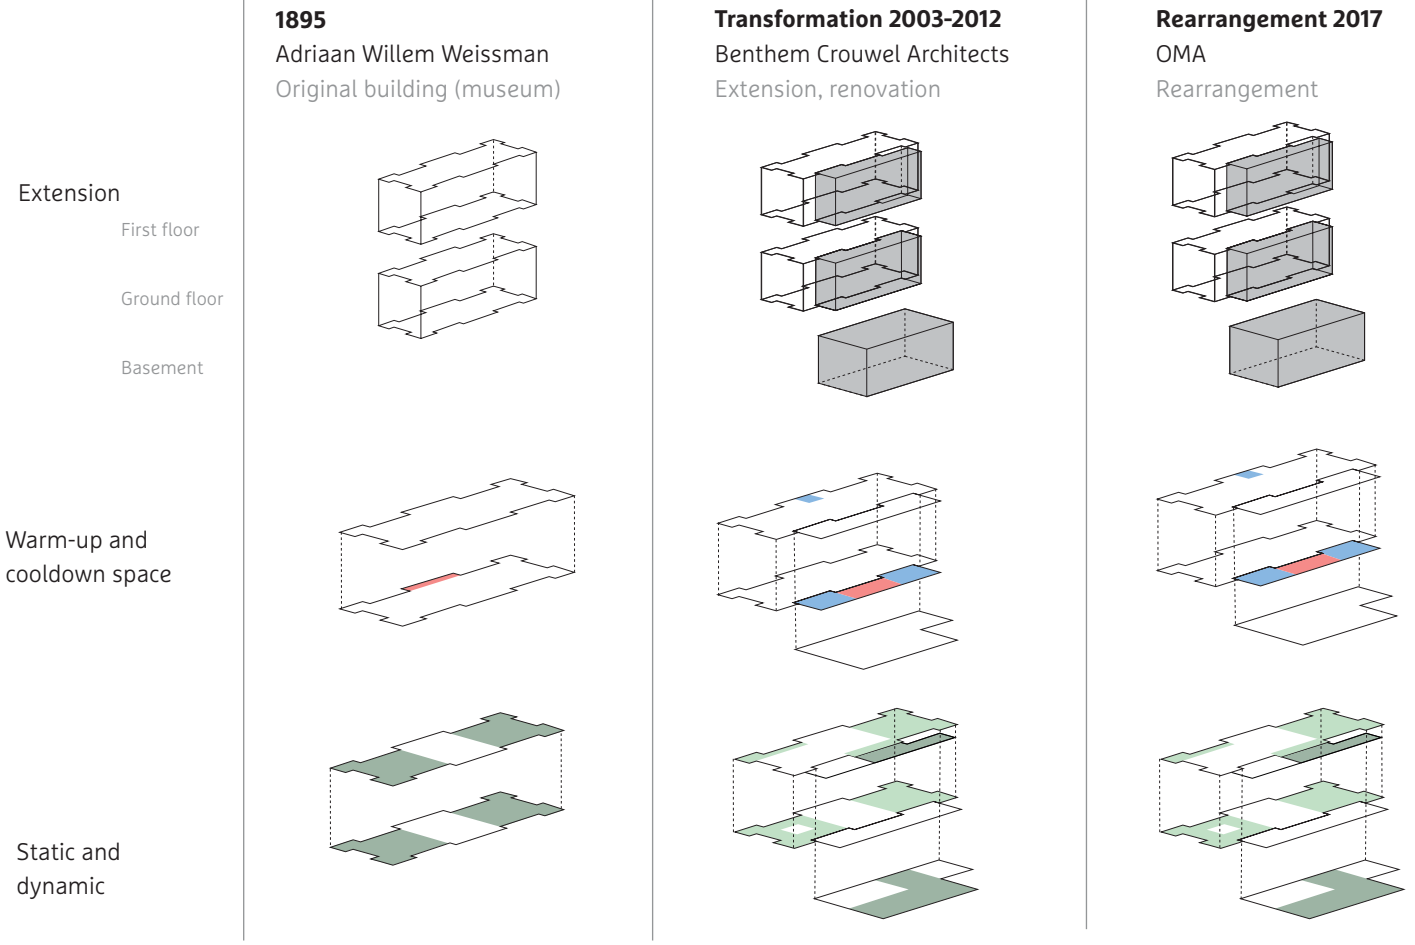 1895
Adriaan Willem Weissman
Original building (museum)
Transformation 2003-2012
Benthem Crouwel Architects
Extension, renovation
Rearrangement 2017
OMA
Rearrangement
Extension
First floor
Ground floor
Basement
Warm-up and
cooldown space
Static and
dynamic